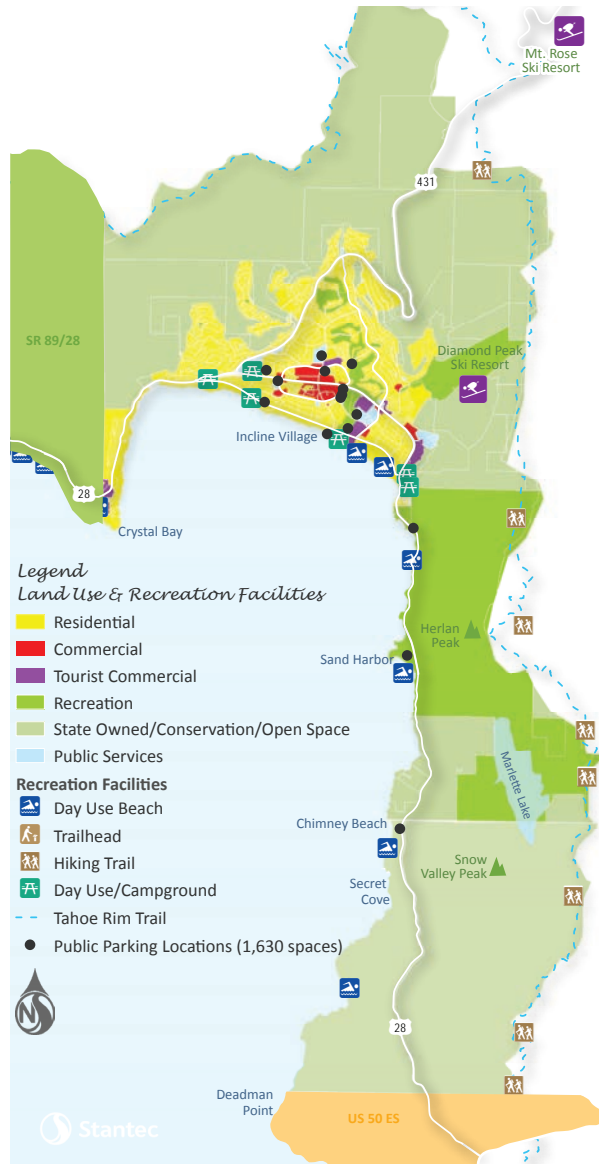 Mt. Rose
Ski Resort
431
SR 89/28
Diamond Peak
Ski Resort
Incline Village
28
Crystal Bay
Legend
Land Use & Recreation Facilities
Residential
Commercial
Tourist Commercial
Recreation
State Owned/Conservation/Open Space
Public Services
Recreation Facilities
Day Use Beach
Trailhead
Hiking Trail
Day Use/Campground
Tahoe Rim Trail
Public Parking Locations (1,630 spaces)
Herlan
Peak
Sand Harbor
Marlette Lake
Chimney Beach
Snow
Valley Peak
Secret
Cove
N
28
Deadman
Point
US 50 ES
Stantec